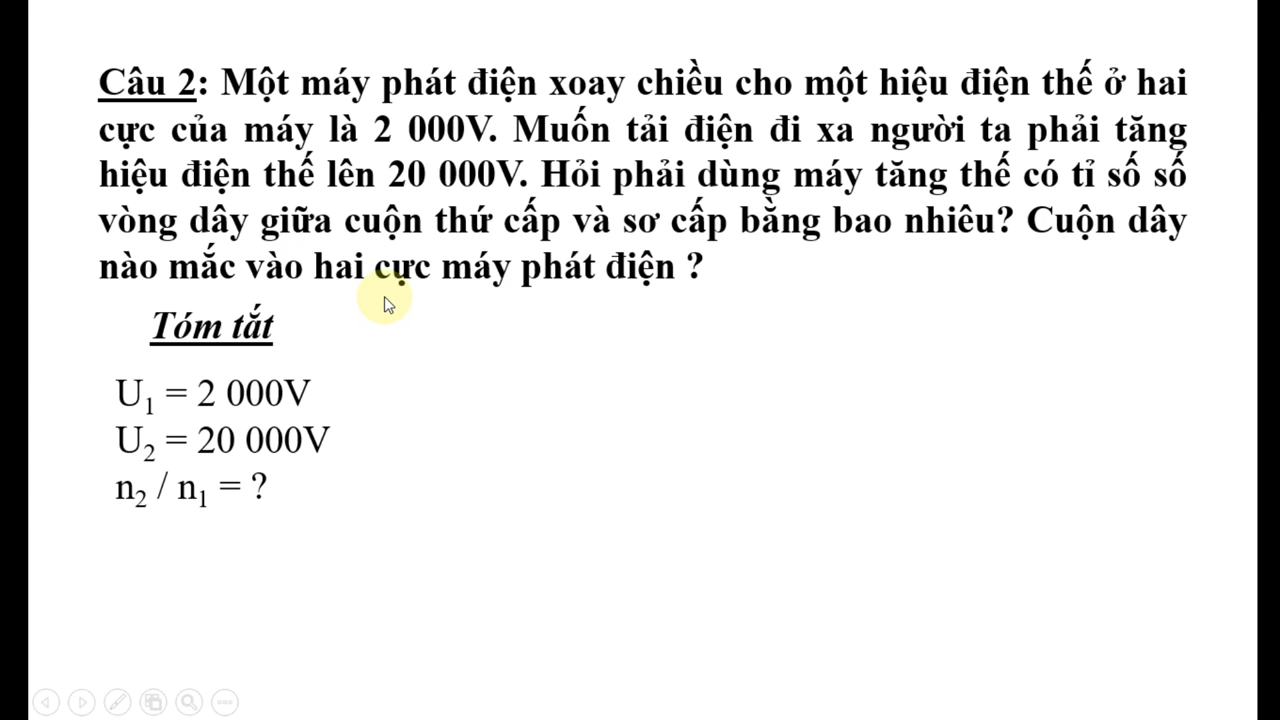 Câu 2: Một máy phát điện xoay chiều cho một hiệu điện thế ở hai
cực của máy là 2 000V. Muốn tải điện đi xa người ta phải tăng
hiệu điện thế lên 20 000V. Hỏi phải dùng máy tăng thế có tỉ số số
vòng dây giữa cuộn thứ cấp và sơ cấp bằng bao nhiêu? Cuộn dây
nào mắc vào hai cực máy phát điện ?
Tóm tắt
U₁ = 2 000V
U₂ = 20 000V
n₂ / n₁ = ?